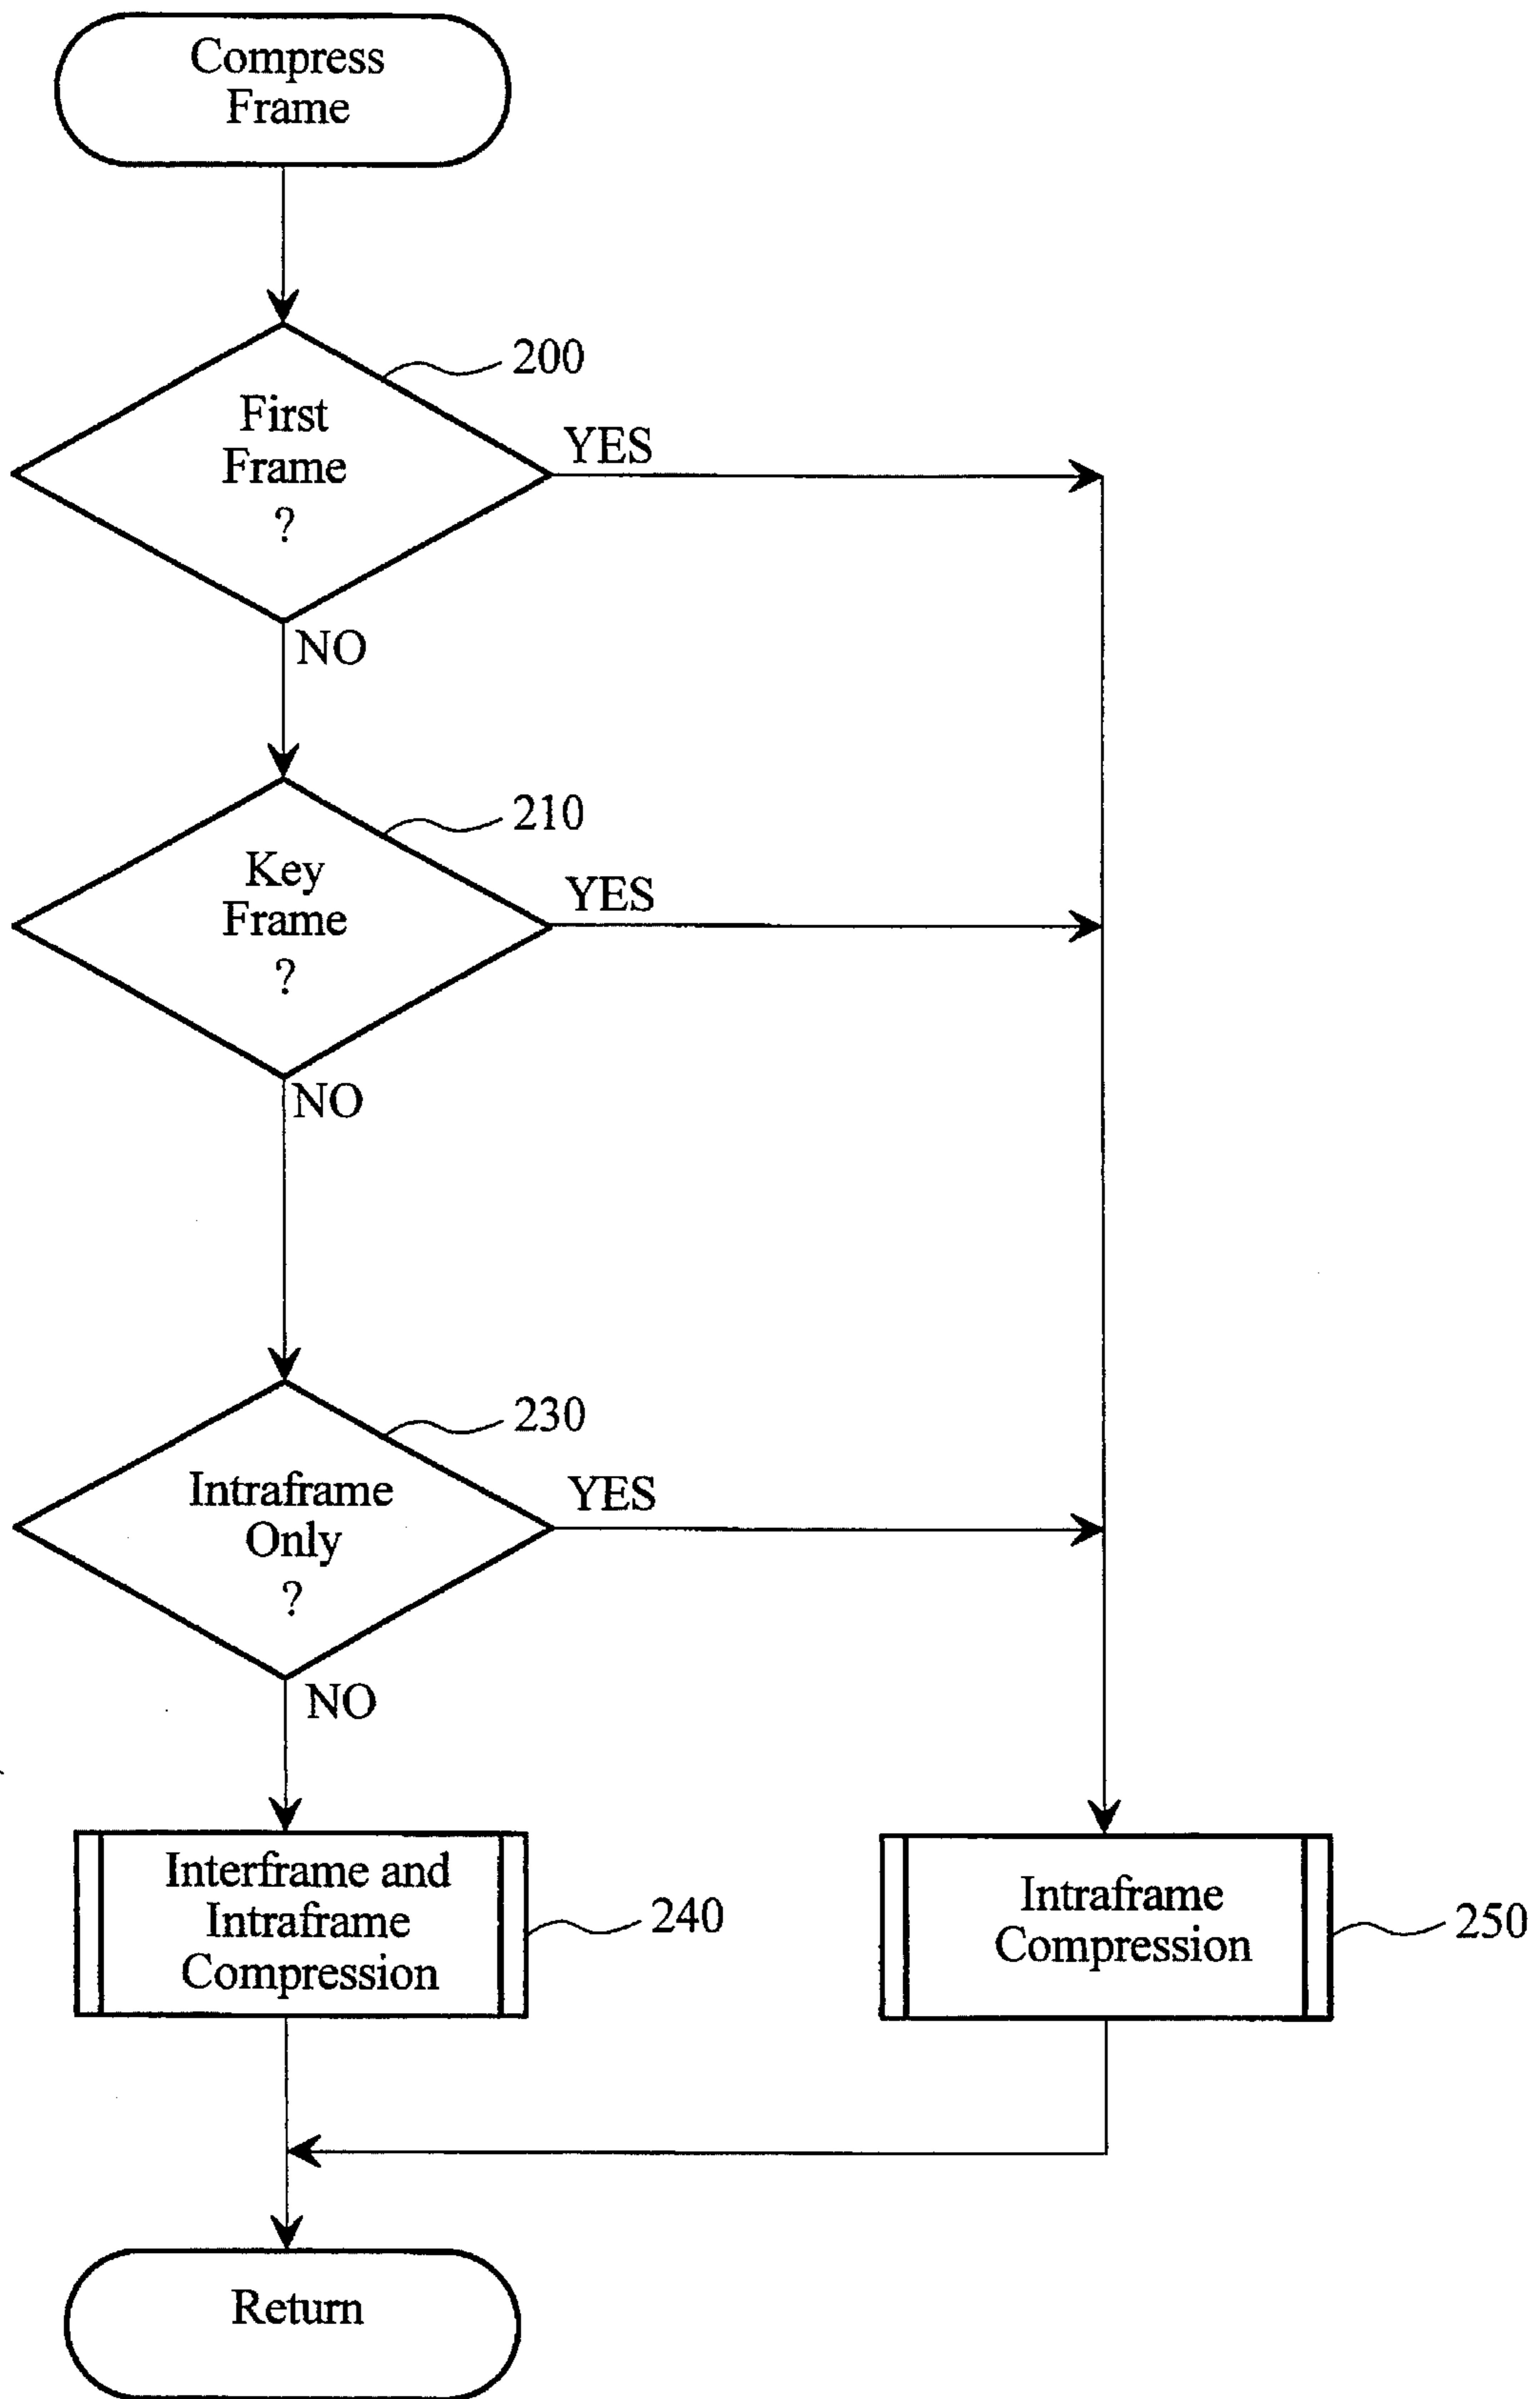 Compress
Frame
200
First
Frame
?
YES
NO
210
Key
Frame
?
YES
NO
230
Intraframe
Only
?
YES
NO
Interframe and
Intraframe
Compression
240
Intraframe
Compression
250
Return